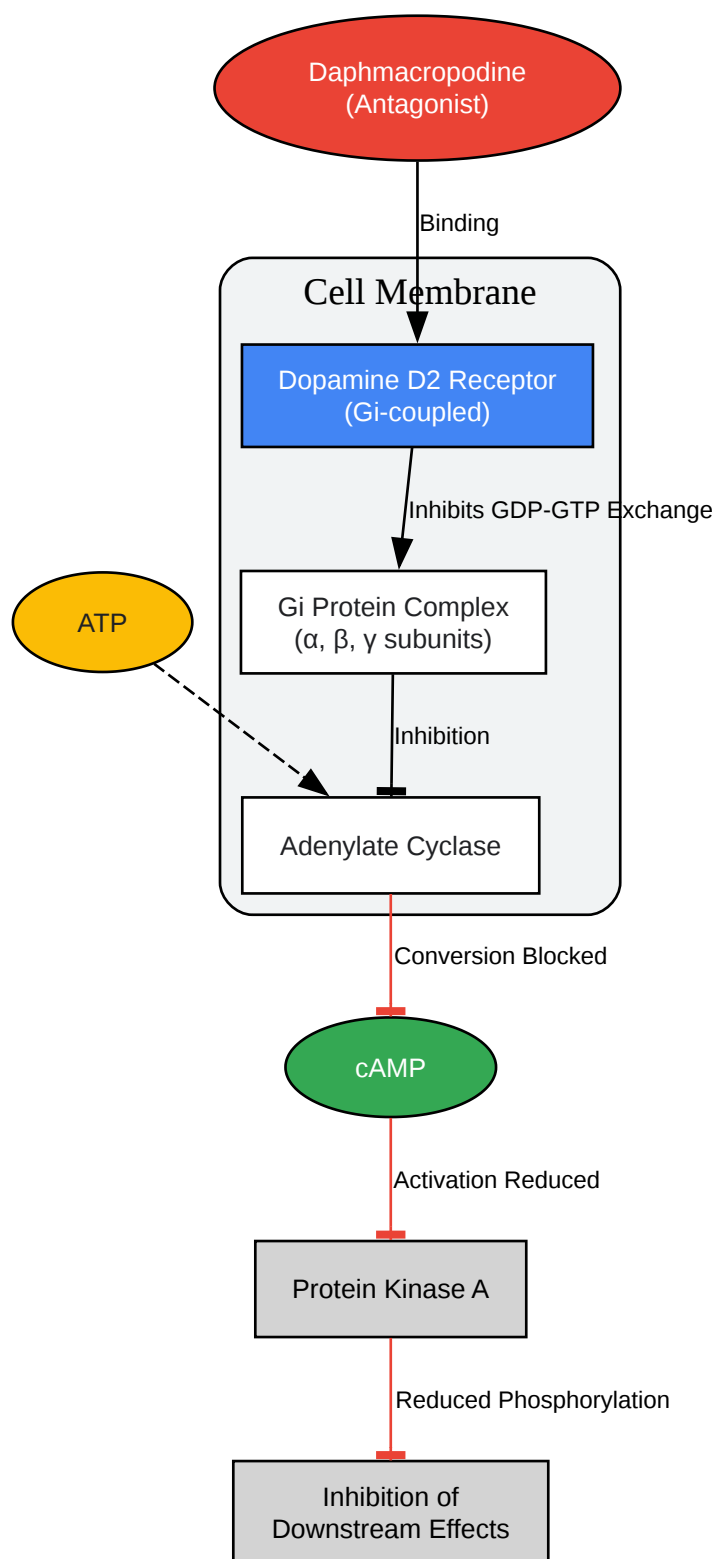 Daphmacropodine
(Antagonist)
Binding
Cell Membrane
Dopamine D2 Receptor
(Gi-coupled)
Inhibits GDP-GTP Exchange
Gi Protein Complex
(α, β, γ subunits)
ATP
Inhibition
Adenylate Cyclase
Conversion Blocked
cAMP
Activation Reduced
Protein Kinase A
Reduced Phosphorylation
Inhibition of
Downstream Effects